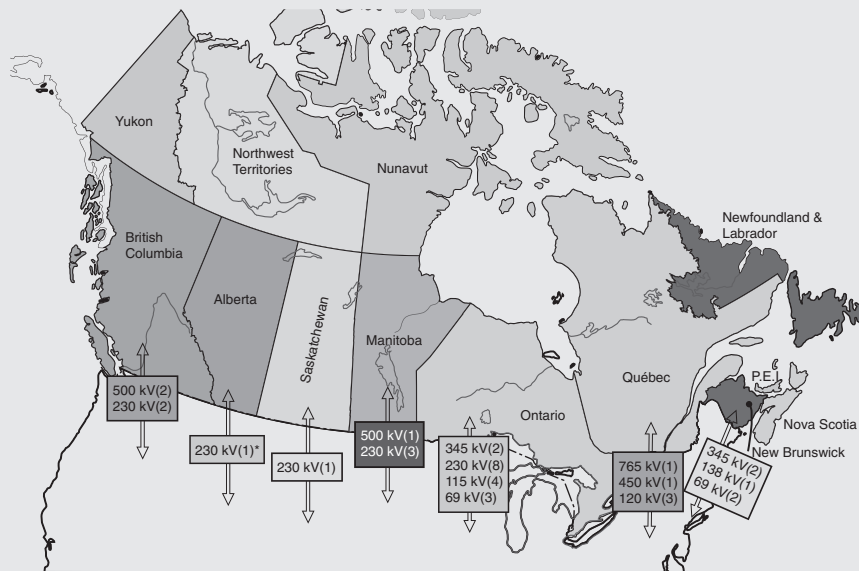 Yukon
Northwest
Territories
Nunavut
British
Columbia
Alberta
Saskatchewan
Manitoba
Ontario
Québec
Newfoundland &
Labrador
P.E.I.
Nova Scotia
New Brunswick
500 kV(2)
230 kV(2)
230 kV(1)*
230 kV(1)
500 kV(1)
230 kV(3)
345 kV(2)
230 kV(8)
115 kV(4)
69 kV(3)
765 kV(1)
450 kV(1)
120 kV(3)
345 kV(2)
138 kV(1)
69 kV(2)